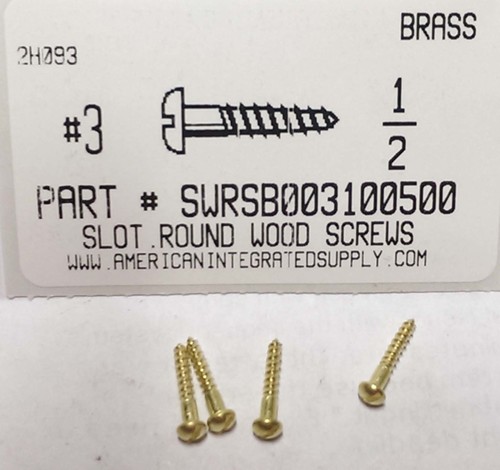 BRASS
2H093
#3
1/2
PART # SWRSB003100500
SLOT.ROUND WOOD SCREWS
WWW.AMERICANINTEGRATEDSUPPLY.COM